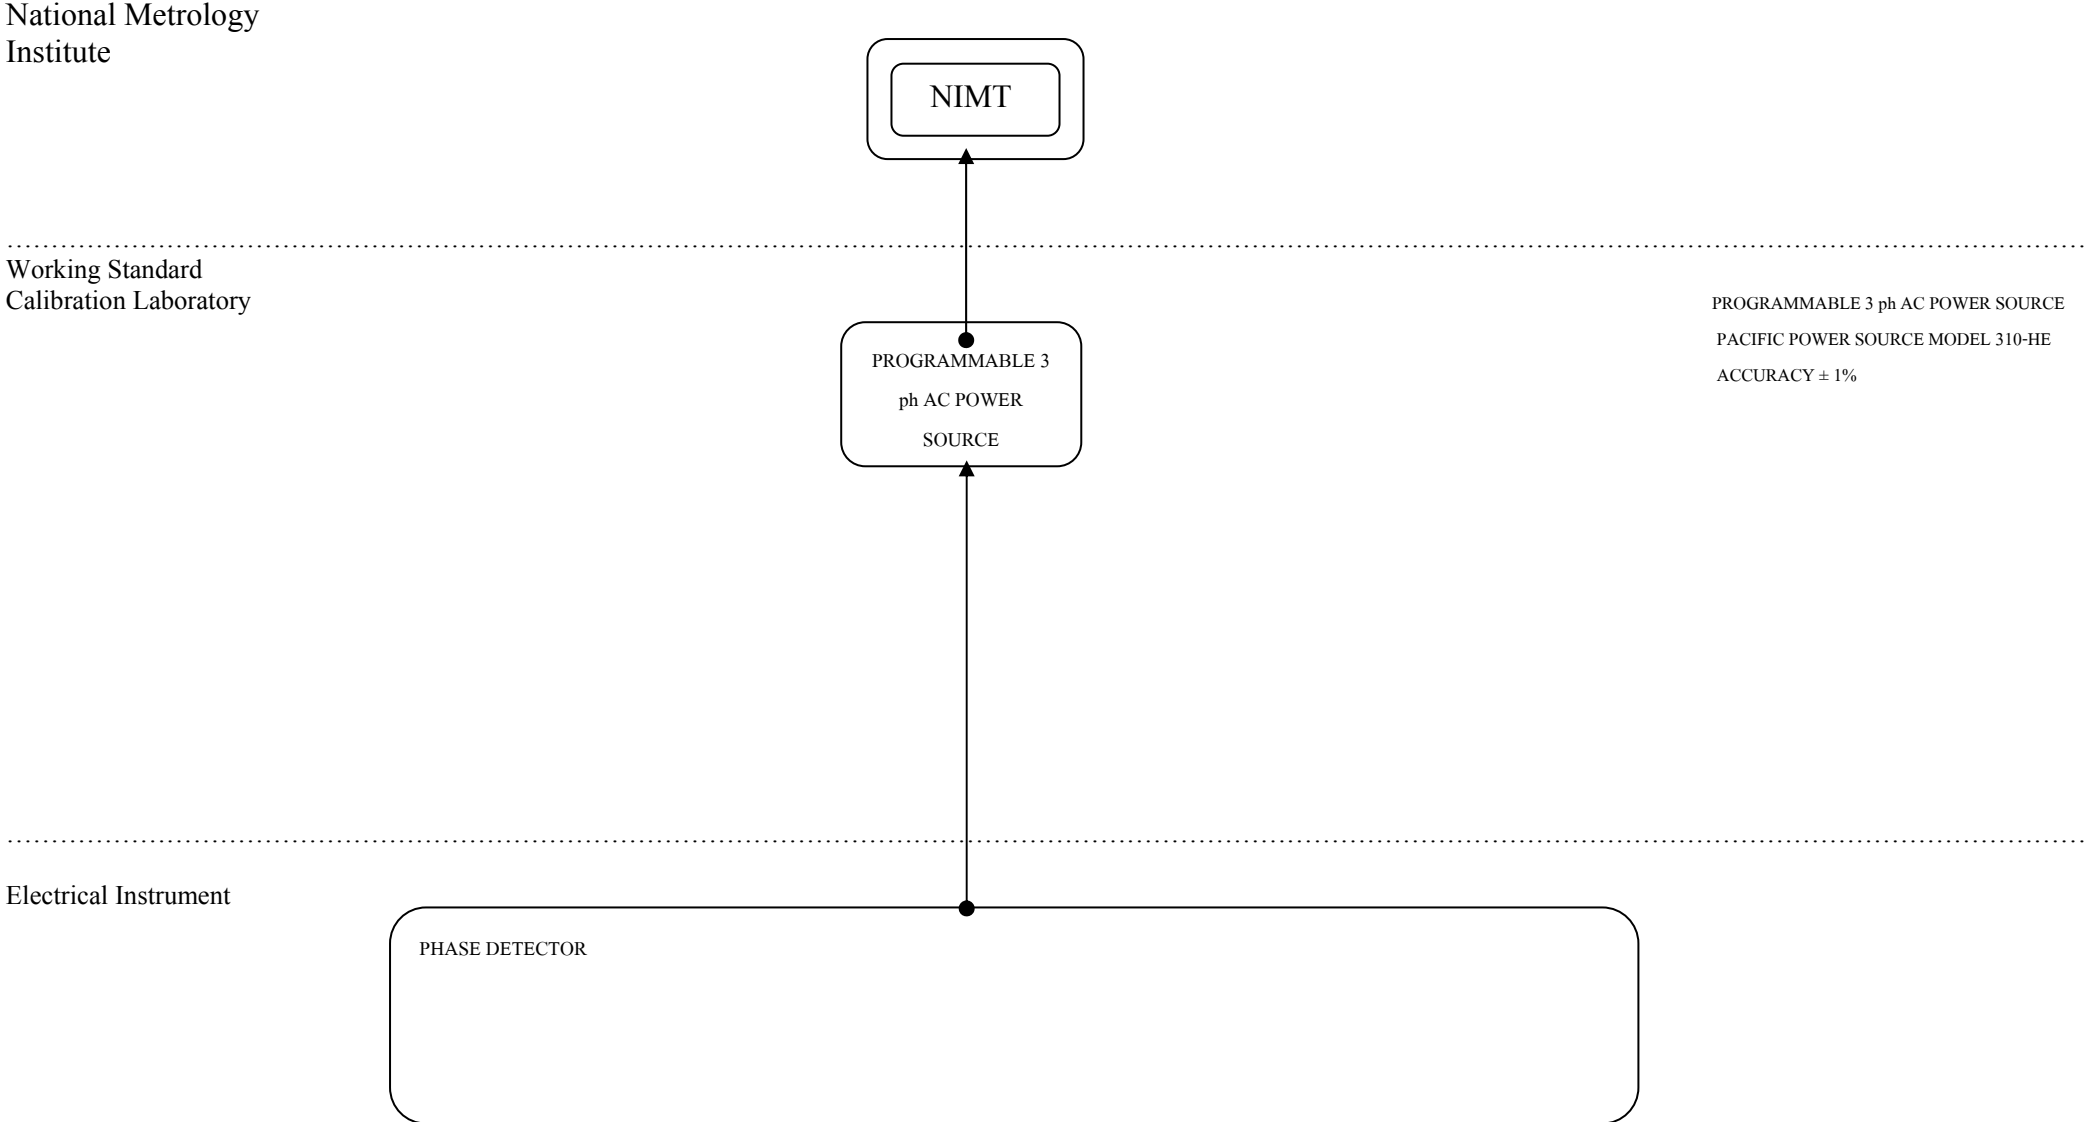 National Metrology
Institute
NIMT
Working Standard
Calibration Laboratory
PROGRAMMABLE 3 ph AC POWER SOURCE
PACIFIC POWER SOURCE MODEL 310-HE
ACCURACY ± 1%
PROGRAMMABLE 3
ph AC POWER
SOURCE
Electrical Instrument
PHASE DETECTOR